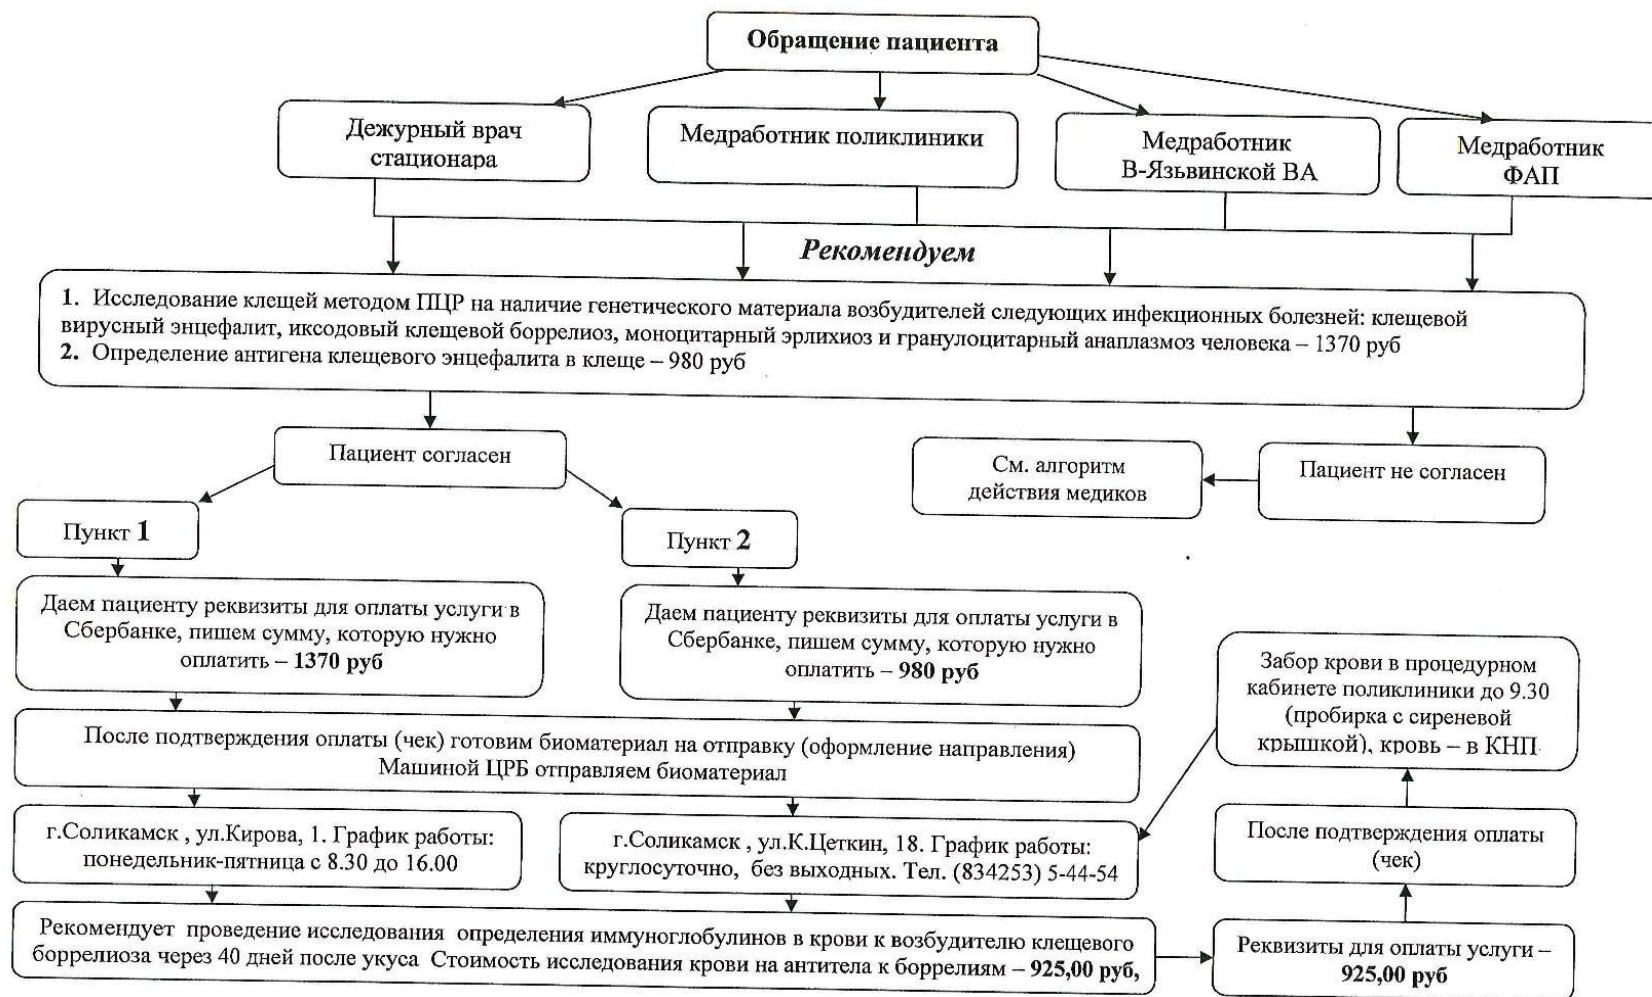 Обращение пациента
Дежурный врач
стационара
Медработник поликлиники
Медработник
В-Язьвинской ВА
Медработник
ФАП
Рекомендуем
1. Исследование клещей методом ПЦР на наличие генетического материала возбудителей следующих инфекционных болезней: клещевой
вирусный энцефалит, иксодовый клещевой боррелиоз, моноцитарный эрлихиоз и гранулоцитарный анаплазмоз человека – 1370 руб
2. Определение антигена клещевого энцефалита в клеще – 980 руб
Пациент согласен
См. алгоритм
действия медиков
Пациент не согласен
Пункт 1
Пункт 2
Даем пациенту реквизиты для оплаты услуги в
Сбербанке, пишем сумму, которую нужно
оплатить – 1370 руб
Даем пациенту реквизиты для оплаты услуги в
Сбербанке, пишем сумму, которую нужно
оплатить – 980 руб
Забор крови в процедурном
кабинете поликлиники до 9.30
(пробирка с сиреневой
крышкой), кровь – в КНП
После подтверждения оплаты (чек) готовим биоматериал на отправку (оформление направления)
Машиной ЦРБ отправляем биоматериал
г.Соликамск , ул.Кирова, 1. График работы:
понедельник-пятница с 8.30 до 16.00
г.Соликамск , ул.К.Цеткин, 18. График работы:
круглосуточно, без выходных. Тел. (834253) 5-44-54
После подтверждения оплаты
(чек)
Рекомендует проведение исследования определения иммуноглобулинов в крови к возбудителю клещевого
боррелиоза через 40 дней после укуса Стоимость исследования крови на антитела к боррелиям – 925,00 руб,
Реквизиты для оплаты услуги –
925,00 руб